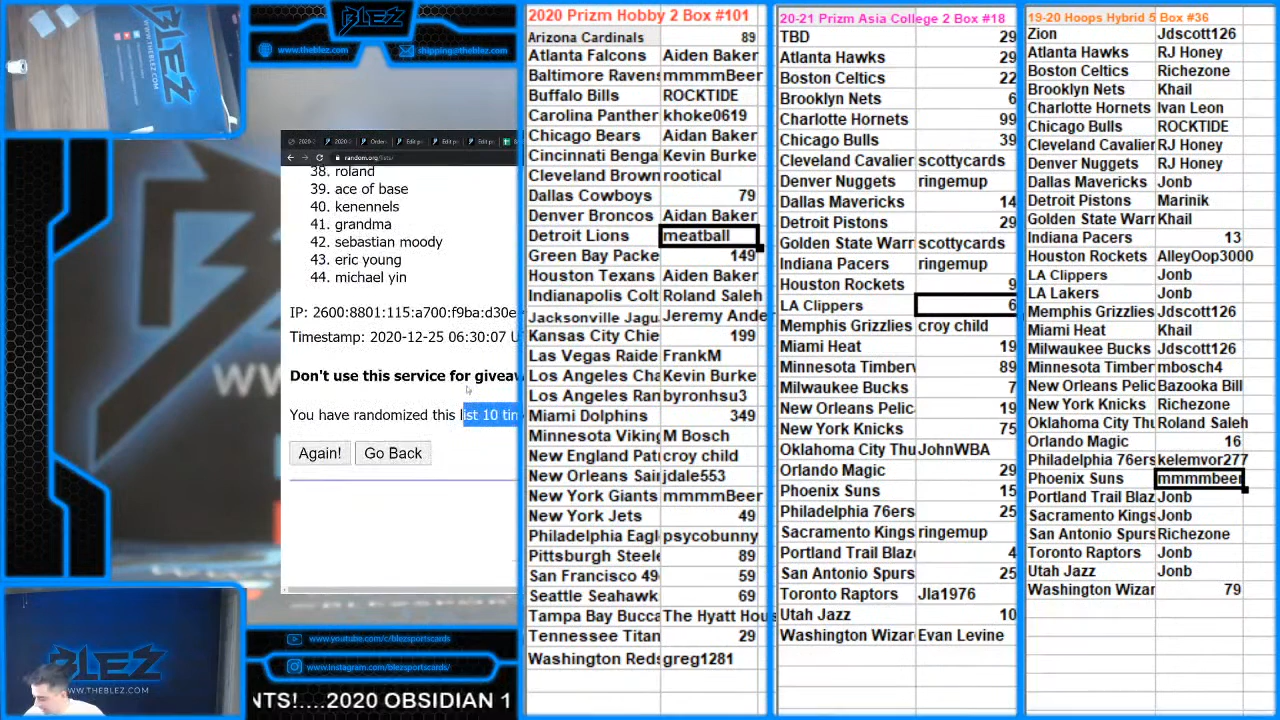 BLEZ
www.theblez.com
shipping@theblez.com
38. roland
39. ace of base
40. kenennels
41. grandma
42. sebastian moody
43. eric young
44. michael yin
IP: 2600:8801:115:a700:f9ba:d30e
Timestamp: 2020-12-25 06:30:07 U
Don't use this service for giveaw
You have randomized this list 10 tim
Again! Go Back
random.org/lists/
www.youtube.com/c/blezsportscards
www.instagram.com/blezsportscards/
NTS!....2020 OBSIDIAN 1
BLEZ
WWW.THEBLEZ.COM
2020 Prizm Hobby 2 Box #101
Arizona Cardinals 89
Atlanta Falcons Aiden Baker
Baltimore Ravens mmmmBeer
Buffalo Bills ROCKTIDE
Carolina Panther khoke0619
Chicago Bears Aidan Baker
Cincinnati Benga Kevin Burke
Cleveland Brown rootical
Dallas Cowboys 79
Denver Broncos Aidan Baker
Detroit Lions meatball
Green Bay Packe 149
Houston Texans Aiden Baker
Indianapolis Colt Roland Saleh
Jacksonville Jagu Jeremy Ande
Kansas City Chie 199
Las Vegas Raide FrankM
Los Angeles Cha Kevin Burke
Los Angeles Ran byronhsu3
Miami Dolphins 349
Minnesota Viking M Bosch
New England Patr croy child
New Orleans Sain jdale553
New York Giants mmmmBeer
New York Jets 49
Philadelphia Eagl psycobunny
Pittsburgh Steele 89
San Francisco 49 59
Seattle Seahawk 69
Tampa Bay Bucca The Hyatt Hou
Tennessee Titan 29
Washington Reds greg1281
20-21 Prizm Asia College 2 Box #18
TBD 29
Atlanta Hawks 29
Boston Celtics 22
Brooklyn Nets 6
Charlotte Hornets 99
Chicago Bulls 39
Cleveland Cavalier scottycards
Denver Nuggets ringemup
Dallas Mavericks 14
Detroit Pistons 29
Golden State Warr scottycards
Indiana Pacers ringemup
Houston Rockets 9
LA Clippers 6
Memphis Grizzlies croy child
Miami Heat 19
Minnesota Timberv 89
Milwaukee Bucks 7
New Orleans Pelic 19
New York Knicks 75
Oklahoma City Thu JohnWBA
Orlando Magic 29
Phoenix Suns 15
Philadelphia 76ers 25
Sacramento Kings ringemup
Portland Trail Blaz 4
San Antonio Spurs 25
Toronto Raptors Jla1976
Utah Jazz 10
Washington Wizar Evan Levine
19-20 Hoops Hybrid 5 Box #36
Zion Jdscott126
Atlanta Hawks RJ Honey
Boston Celtics Richezone
Brooklyn Nets Khail
Charlotte Hornets Ivan Leon
Chicago Bulls ROCKTIDE
Cleveland Cavalier RJ Honey
Denver Nuggets RJ Honey
Dallas Mavericks Jonb
Detroit Pistons Marinik
Golden State Warr Khail
Indiana Pacers 13
Houston Rockets AlleyOop3000
LA Clippers Jonb
LA Lakers Jonb
Memphis Grizzlies Jdscott126
Miami Heat Khail
Milwaukee Bucks Jdscott126
Minnesota Timber mbosch4
New Orleans Pelic Bazooka Bill
New York Knicks Richezone
Oklahoma City Thu Roland Saleh
Orlando Magic 16
Philadelphia 76ers kelemvor277
Phoenix Suns mmmmbeer
Portland Trail Blaz Jonb
Sacramento Kings Jonb
San Antonio Spurs Richezone
Toronto Raptors Jonb
Utah Jazz Jonb
Washington Wizar 79